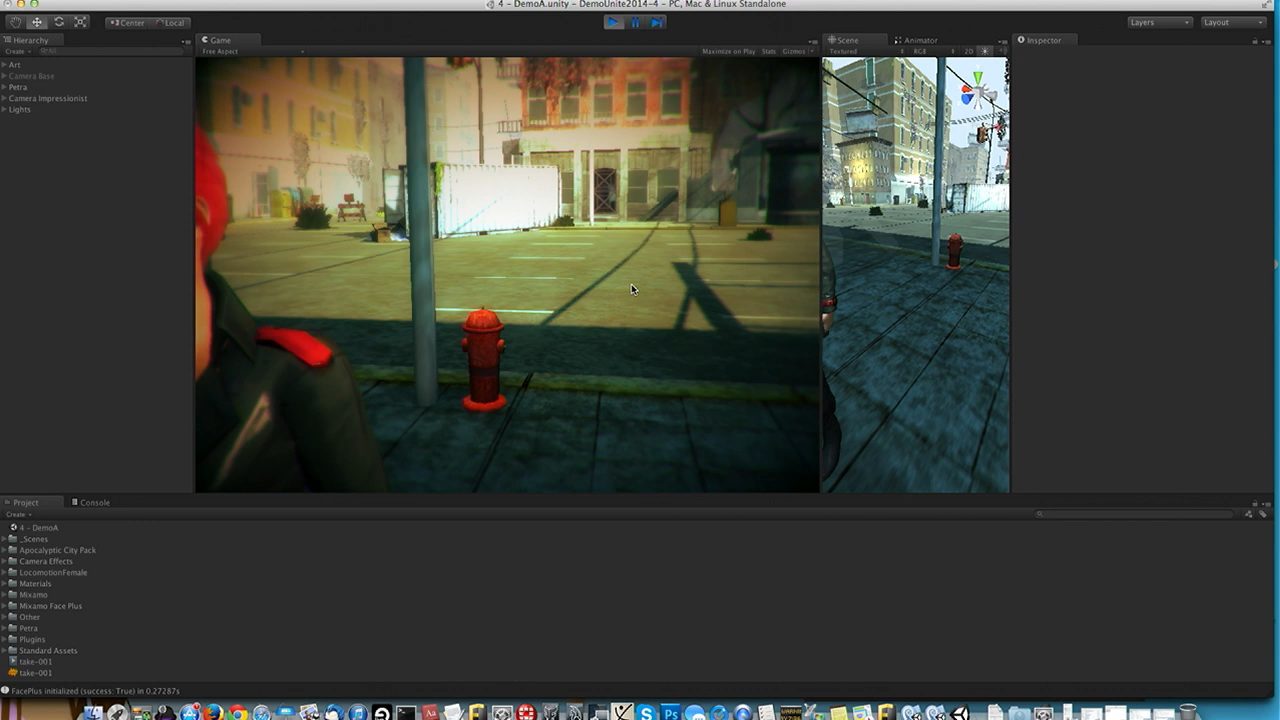 4 - DemoA.unity - DemoUnite2014-4 - PC, Mac & Linux Standalone
Center Local
Layers
Layout
Hierarchy
Create
All
Art
Camera Base
Petra
Camera Impressionist
Lights
Game
Free Aspect
Maximize on Play Stats Gizmos
Scene
Animator
Textured
RGB
2D
Inspector
Project
Console
Create
4 - DemoA
_Scenes
Apocalyptic City Pack
Camera Effects
LocomotionFemale
Materials
Mixamo
Mixamo Face Plus
Other
Petra
Plugins
Standard Assets
take-001
take-001
FacePlus initialized (success: True) in 0.27287s